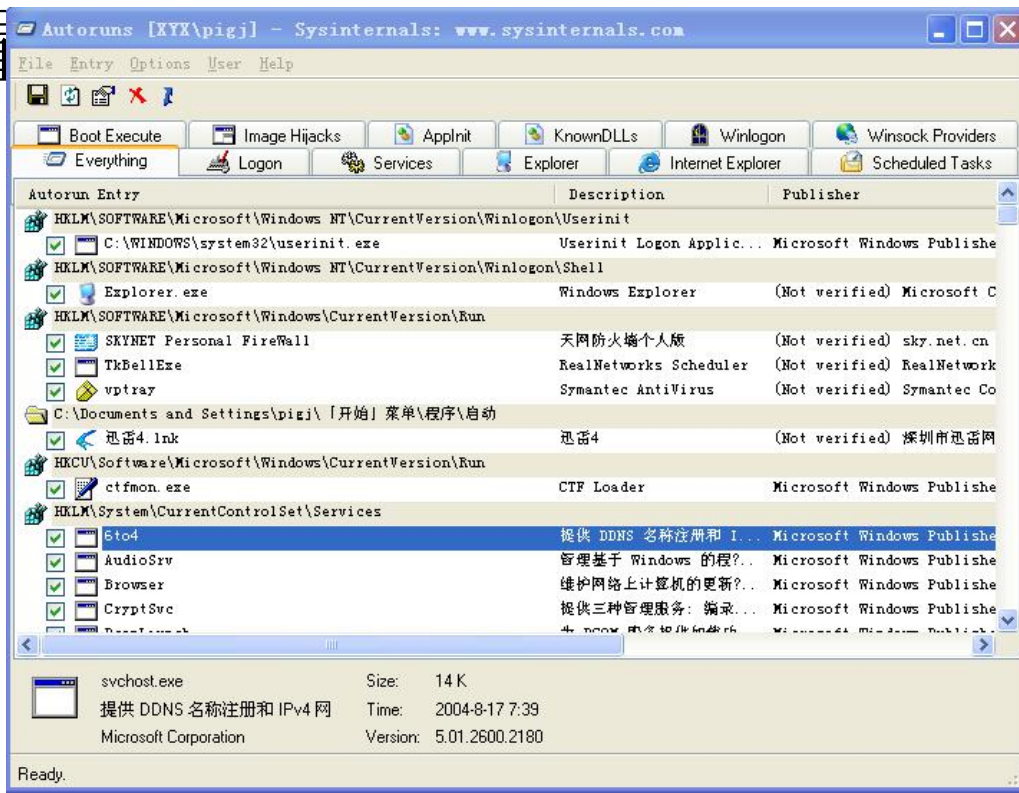 Autoruns [XYX\pigj] - Sysinternals: www.sysinternals.com
File Entry Options User Help
Boot Execute Image Hijacks AppInit KnownDLLs Winlogon Winsock Providers
Everything Logon Services Explorer Internet Explorer Scheduled Tasks
Autorun Entry Description Publisher
HKLM\SOFTWARE\Microsoft\Windows NT\CurrentVersion\Winlogon\Userinit
C:\WINDOWS\system32\userinit.exe Userinit Logon Applic... Microsoft Windows Publishe
HKLM\SOFTWARE\Microsoft\Windows NT\CurrentVersion\Winlogon\Shell
Explorer.exe Windows Explorer (Not verified) Microsoft C
HKLM\SOFTWARE\Microsoft\Windows\CurrentVersion\Run
SKYNET Personal FireWall 天网防火墙个人版 (Not verified) sky.net.cn
TkBellExe RealNetworks Scheduler (Not verified) RealNetwork
vptray Symantec AntiVirus (Not verified) Symantec Co
C:\Documents and Settings\pigj\「开始」菜单\程序\启动
迅雷4.lnk 迅雷4 (Not verified) 深圳市迅雷网
HKCU\Software\Microsoft\Windows\CurrentVersion\Run
ctfmon.exe CTF Loader Microsoft Windows Publishe
HKLM\System\CurrentControlSet\Services
6to4 提供 DDNS 名称注册和 I... Microsoft Windows Publishe
AudioSrv 管理基于 Windows 的程?.. Microsoft Windows Publishe
Browser 维护网络上计算机的更新?.. Microsoft Windows Publishe
CryptSvc 提供三种管理服务: 编录... Microsoft Windows Publishe
svchost.exe Size: 14 K
提供 DDNS 名称注册和 IPv4 网 Time: 2004-8-17 7:39
Microsoft Corporation Version: 5.01.2600.2180
Ready.